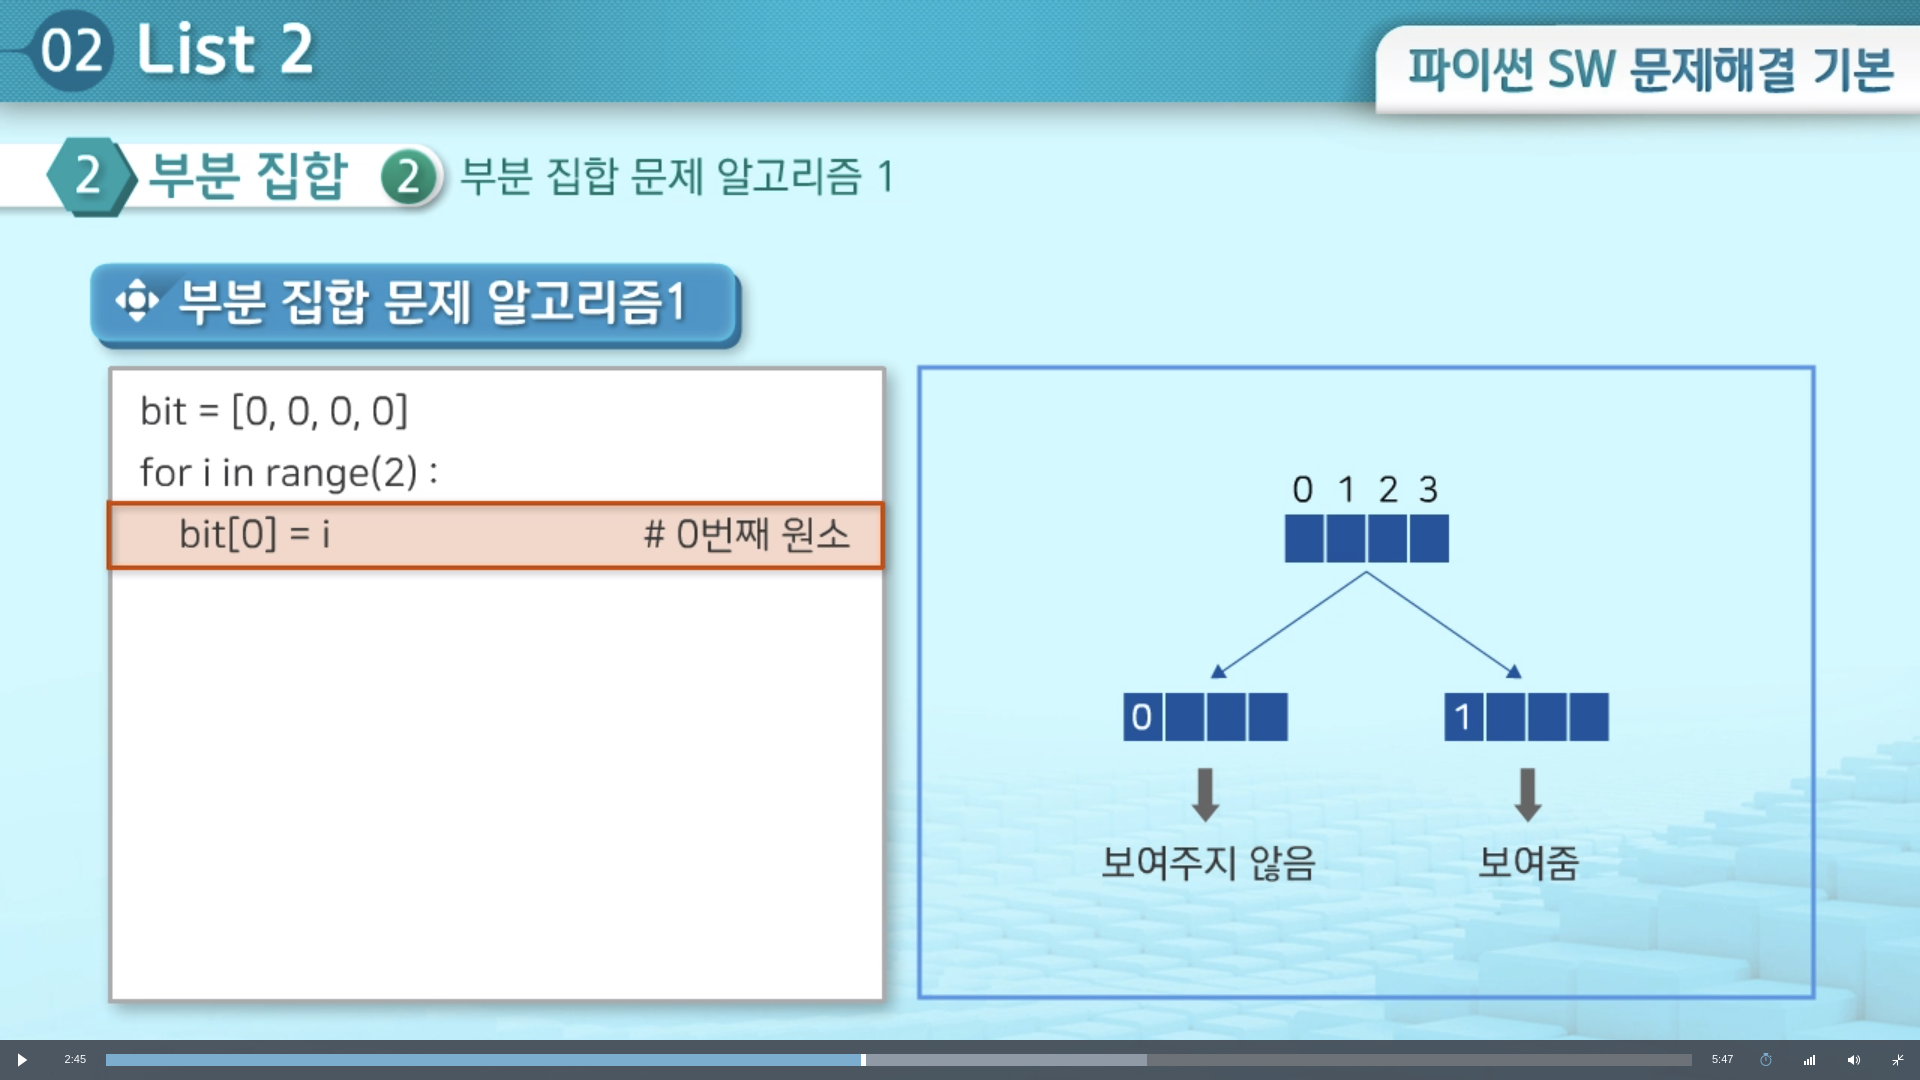 02 List 2
파이썬 SW 문제해결 기본
2 부분 집합 2 부분 집합 문제 알고리즘 1
부분 집합 문제 알고리즘1
bit = [0, 0, 0, 0]
for i in range(2) :
bit[0] = i # 0번째 원소
0 1 2 3
0
1
보여주지 않음
보여줌
2:45
5:47